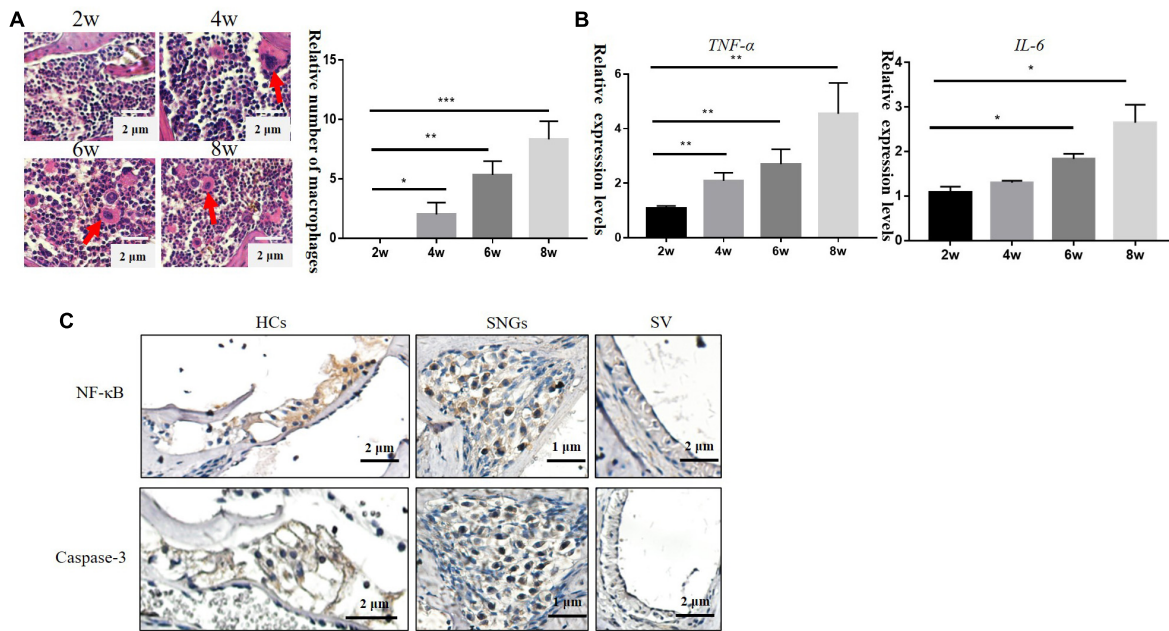 A
2w
4w
2 μm
2 μm
6w
8w
2 μm
2 μm
Relative number of macrophages
15
10
5
0
*
**
***
2w
4w
6w
8w
B
TNF-α
Relative expression levels
6
4
2
0
**
**
**
2w
4w
6w
8w
IL-6
Relative expression levels
4
3
2
1
0
*
*
2w
4w
6w
8w
C
HCs
SNGs
SV
NF-κB
2 μm
1 μm
2 μm
Caspase-3
2 μm
1 μm
2 μm